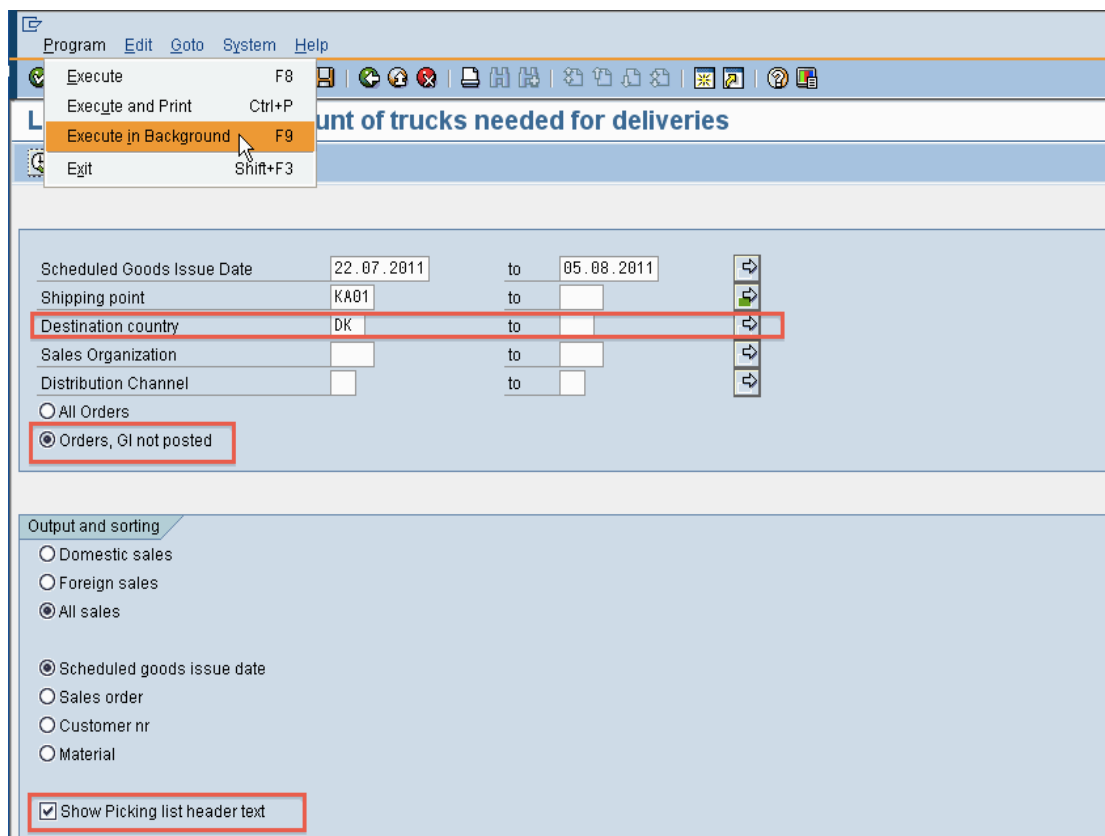 Program Edit Goto System Help
Execute F8
Execute and Print Ctrl+P
Execute in Background F9
Exit Shift+F3
L unt of trucks needed for deliveries
Scheduled Goods Issue Date 22.07.2011 to 05.08.2011
Shipping point KA01 to
Destination country DK to
Sales Organization to
Distribution Channel to
All Orders
Orders, GI not posted
Output and sorting
Domestic sales
Foreign sales
All sales
Scheduled goods issue date
Sales order
Customer nr
Material
Show Picking list header text